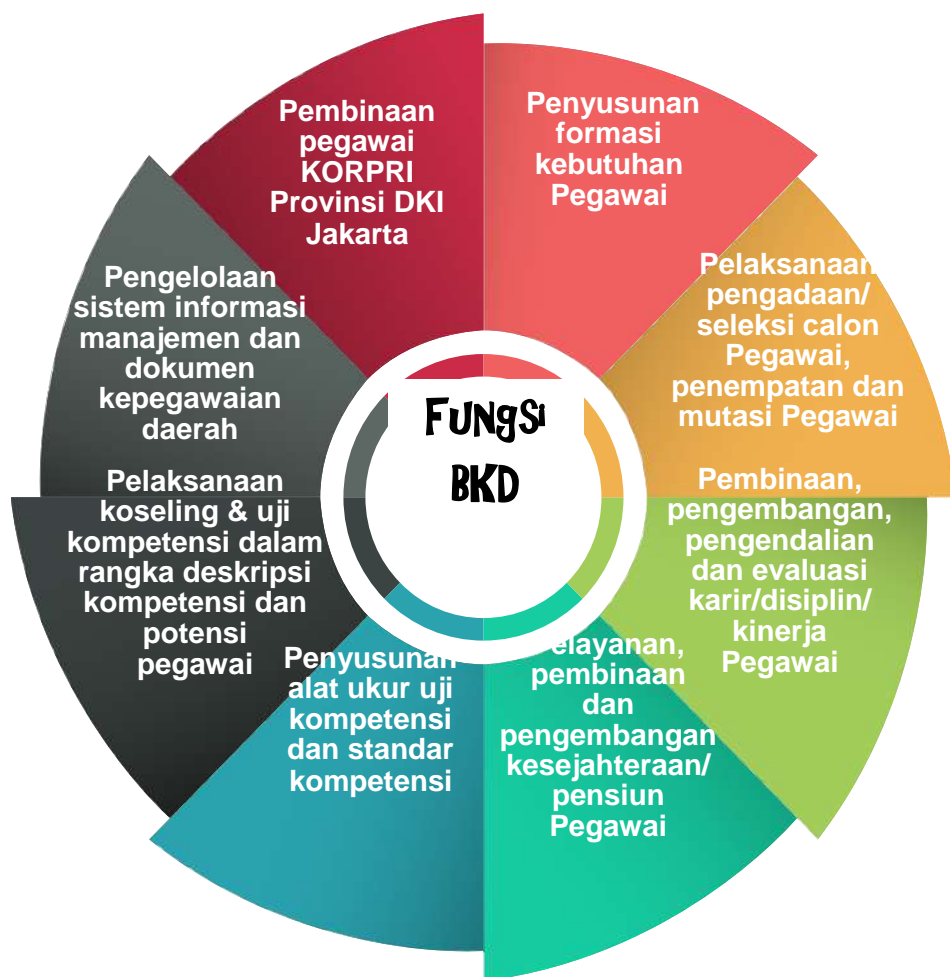 FUNgSi
BKD
Penyusunan
formasi
kebutuhan
Pegawai
Pelaksanaan
pengadaan/
seleksi calon
Pegawai,
penempatan dan
mutasi Pegawai
Pembinaan,
pengembangan,
pengendalian
dan evaluasi
karir/disiplin/
kinerja
Pegawai
Pelayanan,
pembinaan
dan
pengembangan
kesejahteraan/
pensiun
Pegawai
Penyusunan
alat ukur uji
kompetensi
dan standar
kompetensi
Pelaksanaan
koseling & uji
kompetensi dalam
rangka deskripsi
kompetensi dan
potensi
pegawai
Pengelolaan
sistem informasi
manajemen dan
dokumen
kepegawaian
daerah
Pembinaan
pegawai
KORPRI
Provinsi DKI
Jakarta